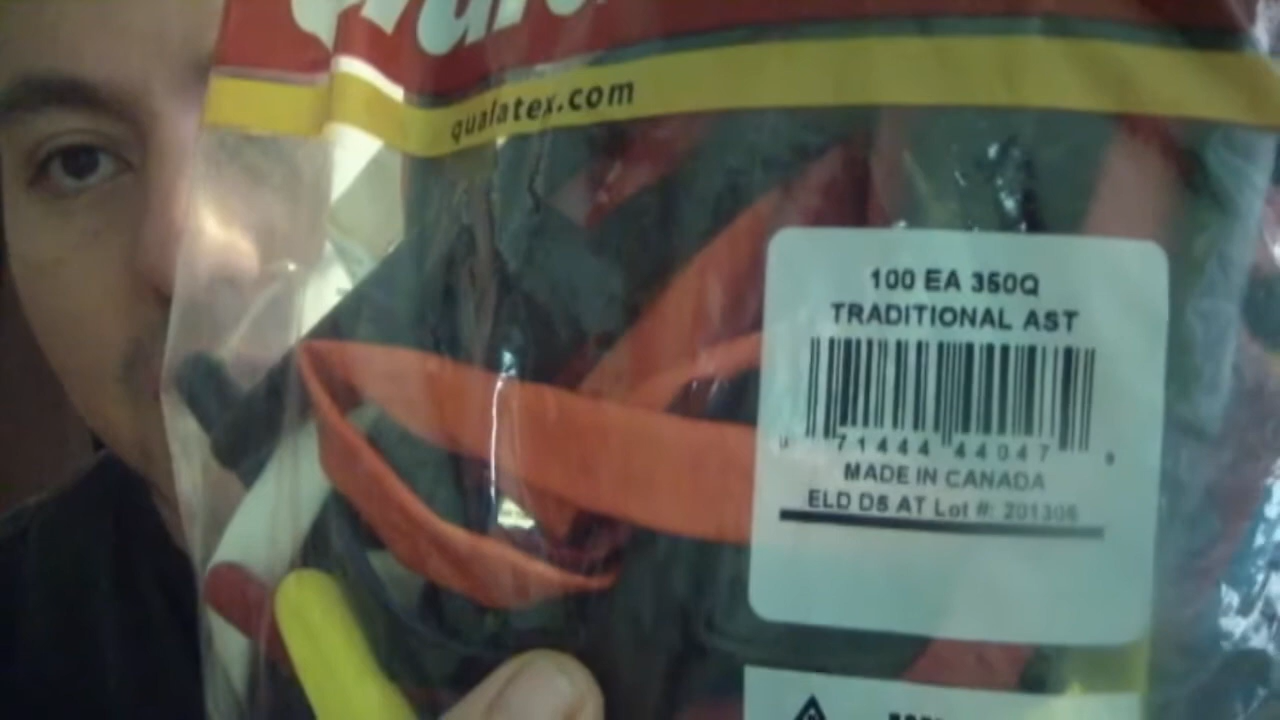 qualatex.com
100 EA 350Q
TRADITIONAL AST
71444 44047
MADE IN CANADA
ELD D5 AT Lot #: 201306